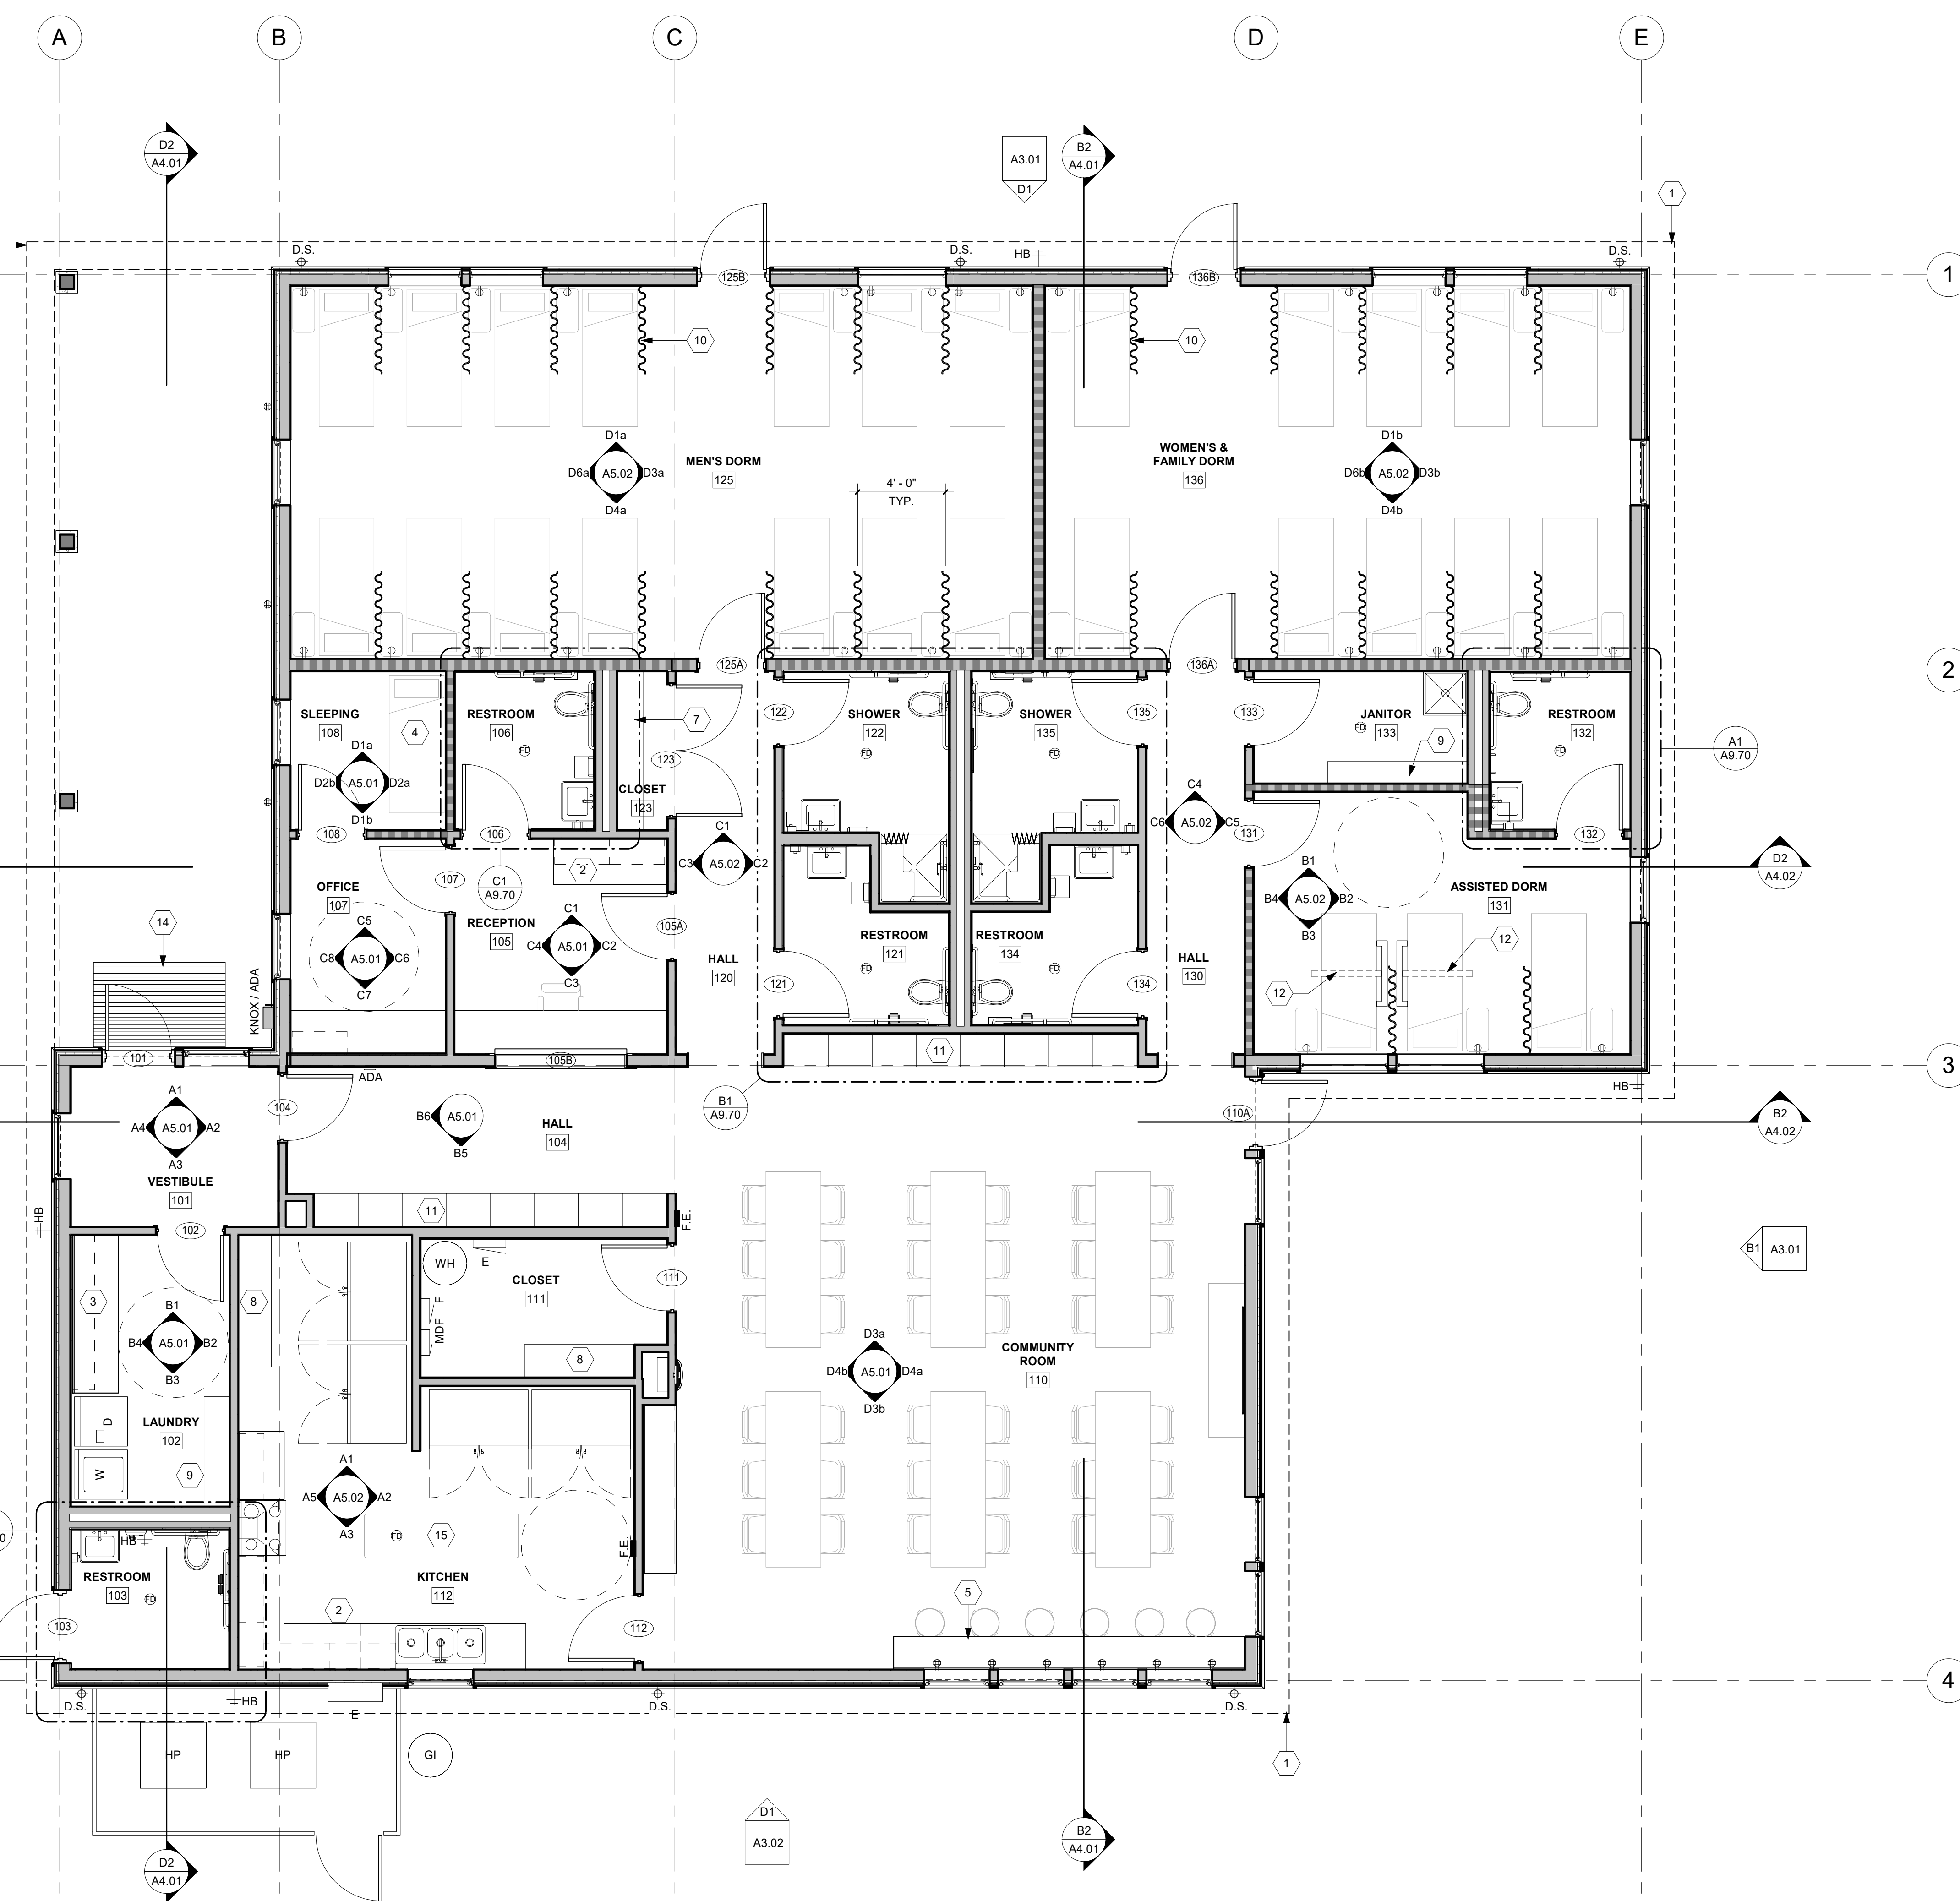 A
B
C
D
E
D2
A4.01
A3.01
D1
B2
A4.01
1
D.S.
D.S.
HB
D.S.
125B
136B
1
10
10
D1a
D6a
A5.02
D3a
D4a
MEN'S DORM
125
4' - 0"
TYP.
WOMEN'S &
FAMILY DORM
136
D1b
D6b
A5.02
D3b
D4b
125A
136A
2
SLEEPING
108
4
RESTROOM
106
FD
7
122
SHOWER
122
FD
SHOWER
135
FD
135
133
JANITOR
133
FD
9
RESTROOM
132
FD
A1
A9.70
D1a
D2b
A5.01
D2a
D1b
123
CLOSET
123
108
106
C1
C3
A5.02
C2
C4
C6
A5.02
C5
131
132
2
107
C1
A9.70
OFFICE
107
C5
C8
A5.01
C6
C7
RECEPTION
105
C1
C4
A5.01
C2
C3
105A
HALL
120
RESTROOM
121
FD
121
RESTROOM
134
FD
134
HALL
130
B1
B4
A5.02
B2
B3
ASSISTED DORM
131
12
12
D2
A4.02
14
KNOX / ADA
101
105B
11
ADA
3
HB
B1
A9.70
A1
A4
A5.01
A2
A3
VESTIBULE
101
104
B6
A5.01
B5
HALL
104
110A
B2
A4.02
HB
102
11
F.E.
3
8
WH
E
CLOSET
111
111
F
MDF
8
B1
B4
A5.01
B2
B3
B1
A3.01
D3a
D4b
A5.01
D4a
D3b
COMMUNITY
ROOM
110
D
LAUNDRY
102
W
9
A1
A5
A5.02
A2
A3
FD
15
F.E.
0
HB
RESTROOM
103
FD
103
KITCHEN
112
2
112
5
4
D.S.
HB
E
D.S.
D.S.
HP
HP
GI
1
D1
A3.02
D2
A4.01
B2
A4.01